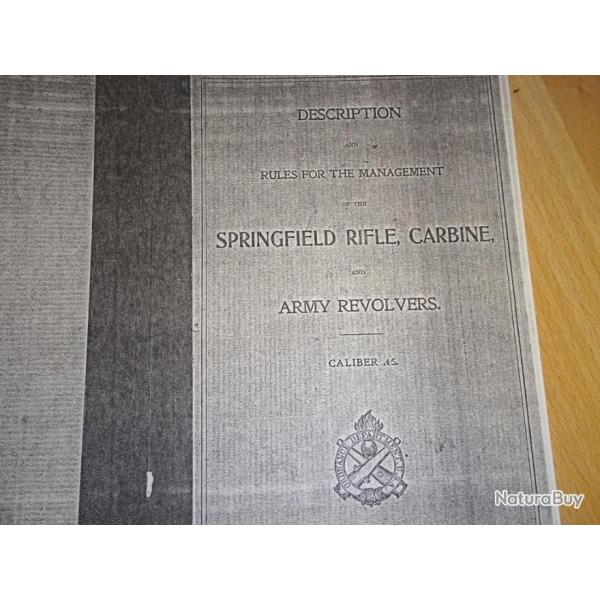 DESCRIPTION
AND
RULES FOR THE MANAGEMENT
OF THE
SPRINGFIELD RIFLE, CARBINE,
AND
ARMY REVOLVERS.
CALIBER .45.
ORDNANCE DEPARTMENT, U.S.A.
NaturaBuy